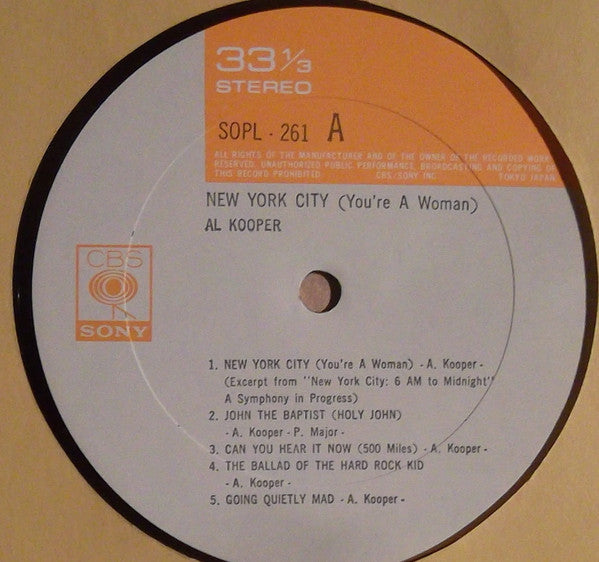 33 1/3
STEREO
SOPL - 261 A
ALL RIGHTS OF THE MANUFACTURER AND OF THE OWNER OF THE RECORDED WORK
RESERVED. UNAUTHORIZED PUBLIC PERFORMANCE, BROADCASTING AND COPYING OF
THIS RECORD PROHIBITED CBS/SONY INC. TOKYO JAPAN
NEW YORK CITY (You're A Woman)
AL KOOPER
CBS
SONY
1. NEW YORK CITY (You're A Woman) - A. Kooper -
(Excerpt from "New York City: 6 AM to Midnight"
A Symphony in Progress)
2. JOHN THE BAPTIST (HOLY JOHN)
- A. Kooper - P. Major -
3. CAN YOU HEAR IT NOW (500 Miles) - A. Kooper -
4. THE BALLAD OF THE HARD ROCK KID
- A. Kooper -
5. GOING QUIETLY MAD - A. Kooper -